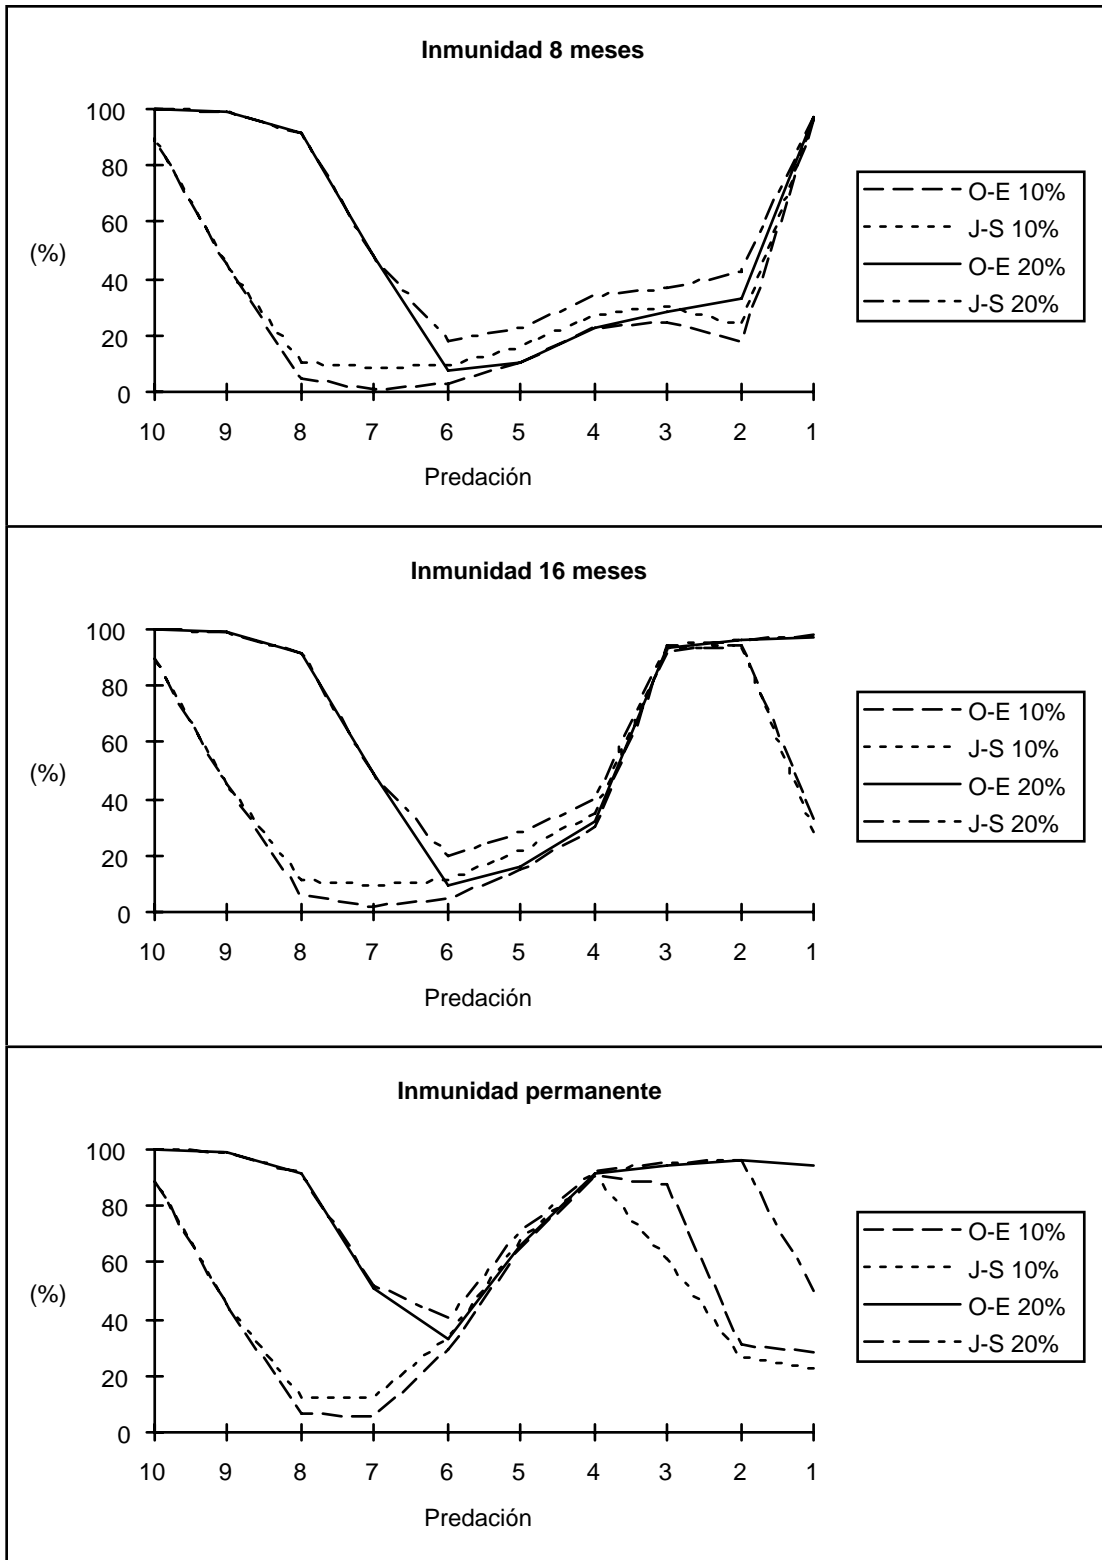 Inmunidad 8 meses
100
80
60
40
20
0
(%)
10 9 8 7 6 5 4 3 2 1
Predación
O-E 10%
J-S 10%
O-E 20%
J-S 20%
Inmunidad 16 meses
100
80
60
40
20
0
(%)
10 9 8 7 6 5 4 3 2 1
Predación
O-E 10%
J-S 10%
O-E 20%
J-S 20%
Inmunidad permanente
100
80
60
40
20
0
(%)
10 9 8 7 6 5 4 3 2 1
Predación
O-E 10%
J-S 10%
O-E 20%
J-S 20%